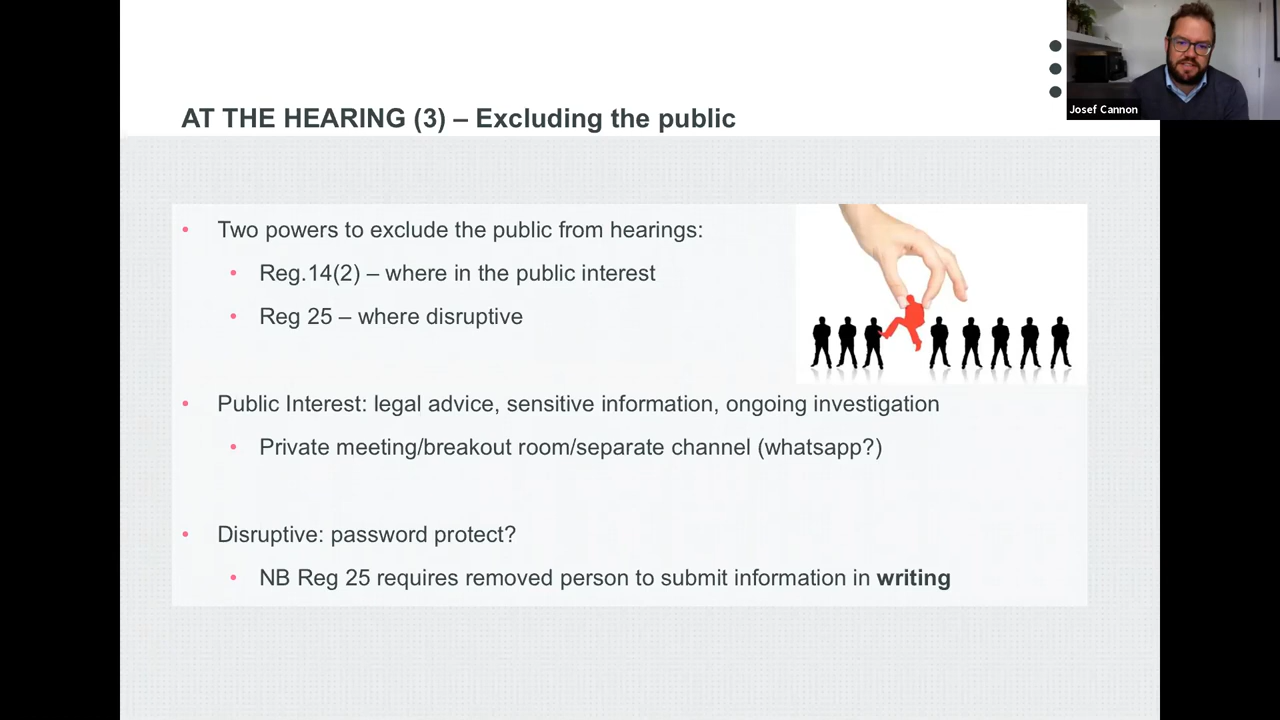 Josef Cannon
AT THE HEARING (3) – Excluding the public
• Two powers to exclude the public from hearings:
• Reg.14(2) – where in the public interest
• Reg 25 – where disruptive
• Public Interest: legal advice, sensitive information, ongoing investigation
• Private meeting/breakout room/separate channel (whatsapp?)
• Disruptive: password protect?
• NB Reg 25 requires removed person to submit information in writing